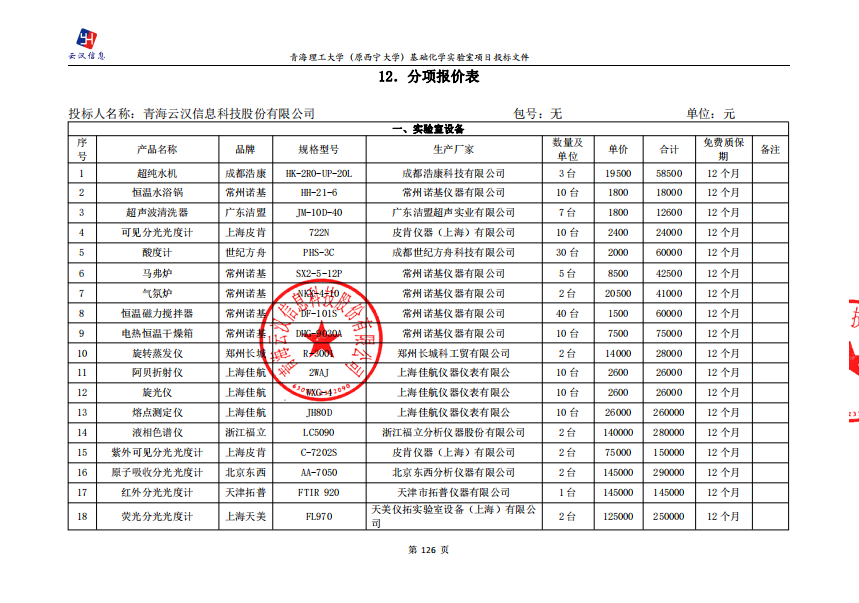 云汉信息
青海理工大学（原西宁大学）基础化学实验室项目投标文件
12．分项报价表
投标人名称：青海云汉信息科技股份有限公司 包号：无 单位：元
一、实验室设备
序号 产品名称 品牌 规格型号 生产厂家 数量及单位 单价 合计 免费质保期 备注
1 超纯水机 成都浩康 HK-2R0-UP-20L 成都浩康科技有限公司 3台 19500 58500 12个月
2 恒温水浴锅 常州诺基 HH-21-6 常州诺基仪器有限公司 10台 1800 18000 12个月
3 超声波清洗器 广东洁盟 JM-10D-40 广东洁盟超声实业有限公司 7台 1800 12600 12个月
4 可见分光光度计 上海皮肯 722N 皮肯仪器（上海）有限公司 10台 2400 24000 12个月
5 酸度计 世纪方舟 PHS-3C 成都世纪方舟科技有限公司 30台 2000 60000 12个月
6 马弗炉 常州诺基 SX2-5-12P 常州诺基仪器有限公司 5台 8500 42500 12个月
7 气氛炉 常州诺基 常州诺基仪器有限公司 2台 20500 41000 12个月
8 恒温磁力搅拌器 常州诺基 DF-101S 常州诺基仪器有限公司 40台 1500 60000 12个月
9 电热恒温干燥箱 常州诺基 常州诺基仪器有限公司 10台 7500 75000 12个月
10 旋转蒸发仪 郑州长城 R-3001 郑州长城科工贸有限公司 2台 14000 28000 12个月
11 阿贝折射仪 上海佳航 2WAJ 上海佳航仪器仪表有限公 10台 2600 26000 12个月
12 旋光仪 上海佳航 WXG-4 上海佳航仪器仪表有限公 10台 2600 26000 12个月
13 熔点测定仪 上海佳航 JH80D 上海佳航仪器仪表有限公 10台 26000 260000 12个月
14 液相色谱仪 浙江福立 LC5090 浙江福立分析仪器股份有限公司 2台 140000 280000 12个月
15 紫外可见分光光度计 上海皮肯 C-7202S 皮肯仪器（上海）有限公司 2台 75000 150000 12个月
16 原子吸收分光光度计 北京东西 AA-7050 北京东西分析仪器有限公司 2台 145000 290000 12个月
17 红外分光光度计 天津拓普 FTIR 920 天津市拓普仪器有限公司 1台 145000 145000 12个月
18 荧光分光光度计 上海天美 FL970 天美仪拓实验室设备（上海）有限公司 2台 125000 250000 12个月
青海云汉信息科技股份有限公司
第 126 页